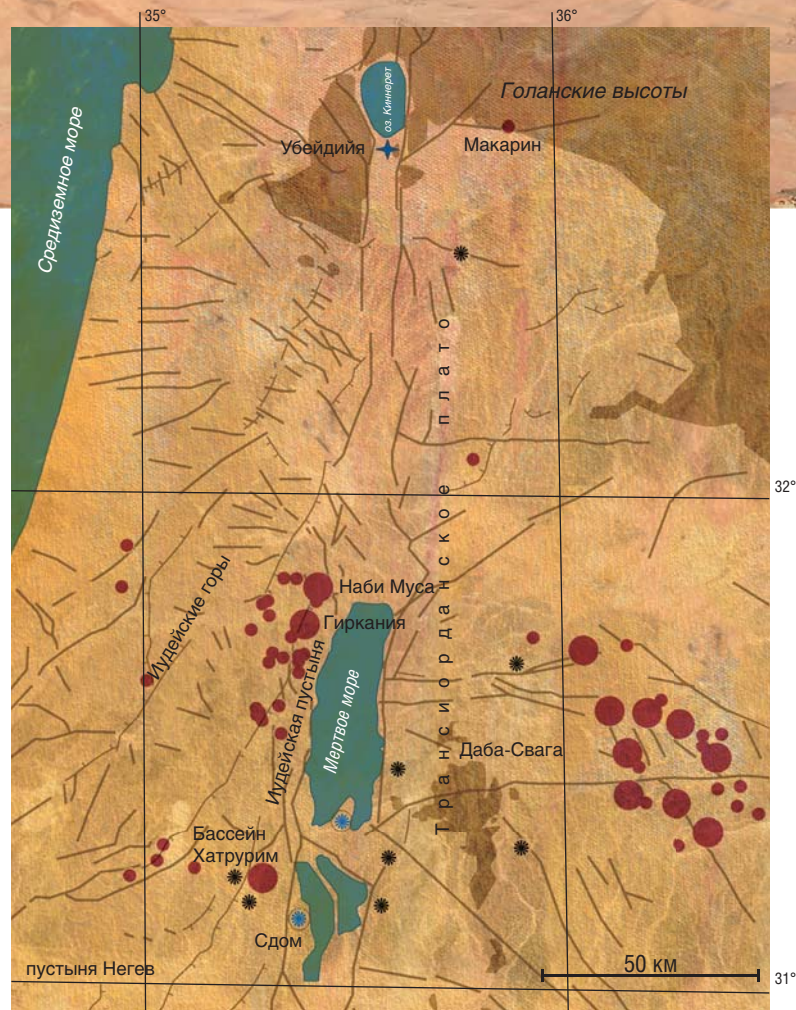 35°
36°
Средиземное море
оз. Киннерет
Голанские высоты
Убейдийя
Макарин
Трансиорданское плато
32°
Иудейские горы
Наби Муса
Гиркания
Иудейская пустыня
Мертвое море
Даба-Свага
Бассейн
Хатрурим
Сдом
пустыня Негев
50 км
31°